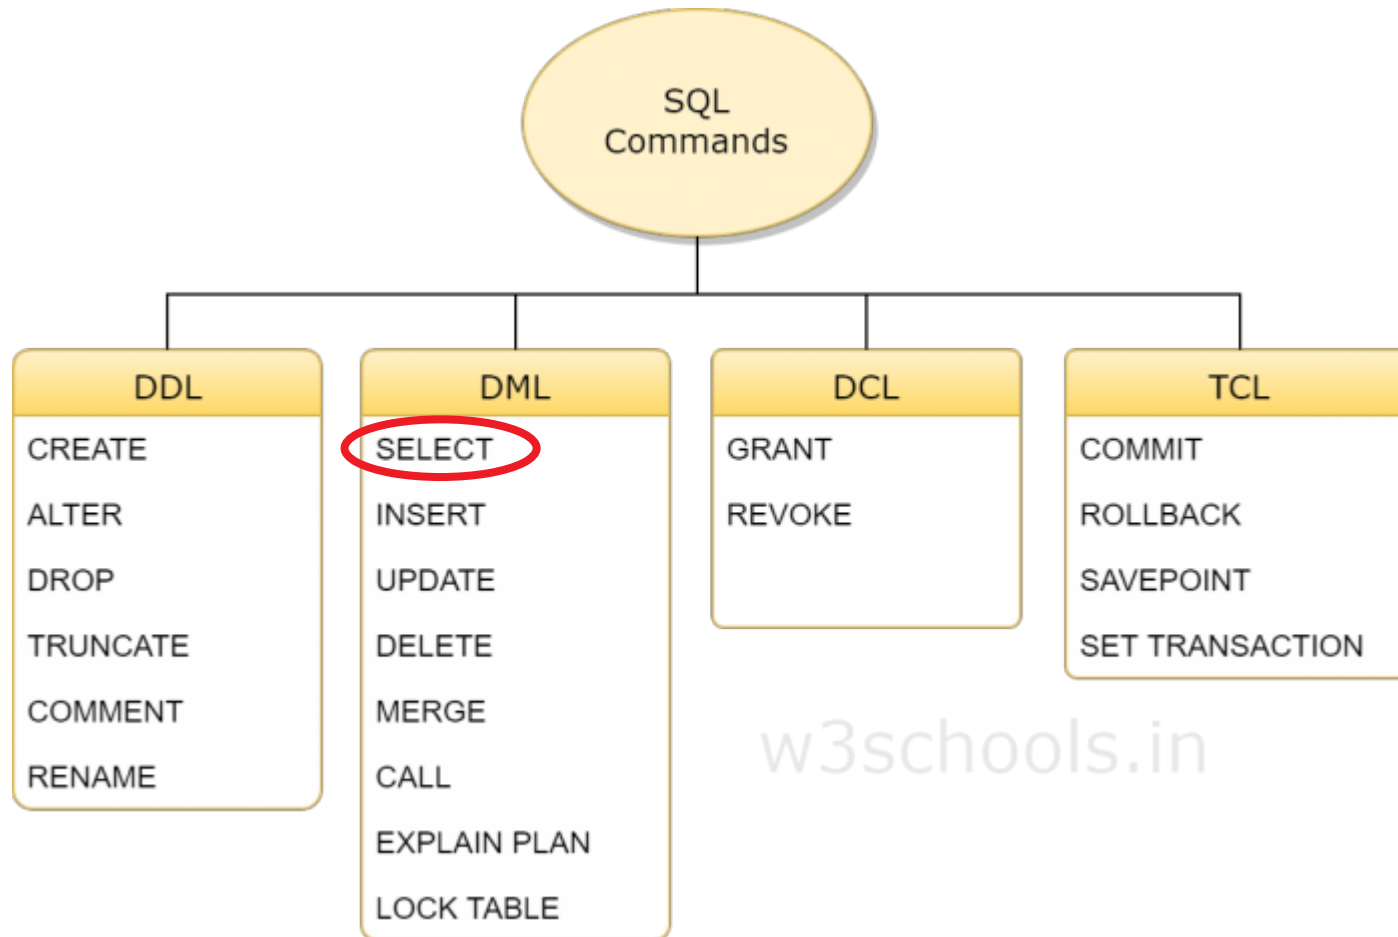 SQL
Commands
DDL
CREATE
ALTER
DROP
TRUNCATE
COMMENT
RENAME
DML
SELECT
INSERT
UPDATE
DELETE
MERGE
CALL
EXPLAIN PLAN
LOCK TABLE
DCL
GRANT
REVOKE
TCL
COMMIT
ROLLBACK
SAVEPOINT
SET TRANSACTION
w3schools.in